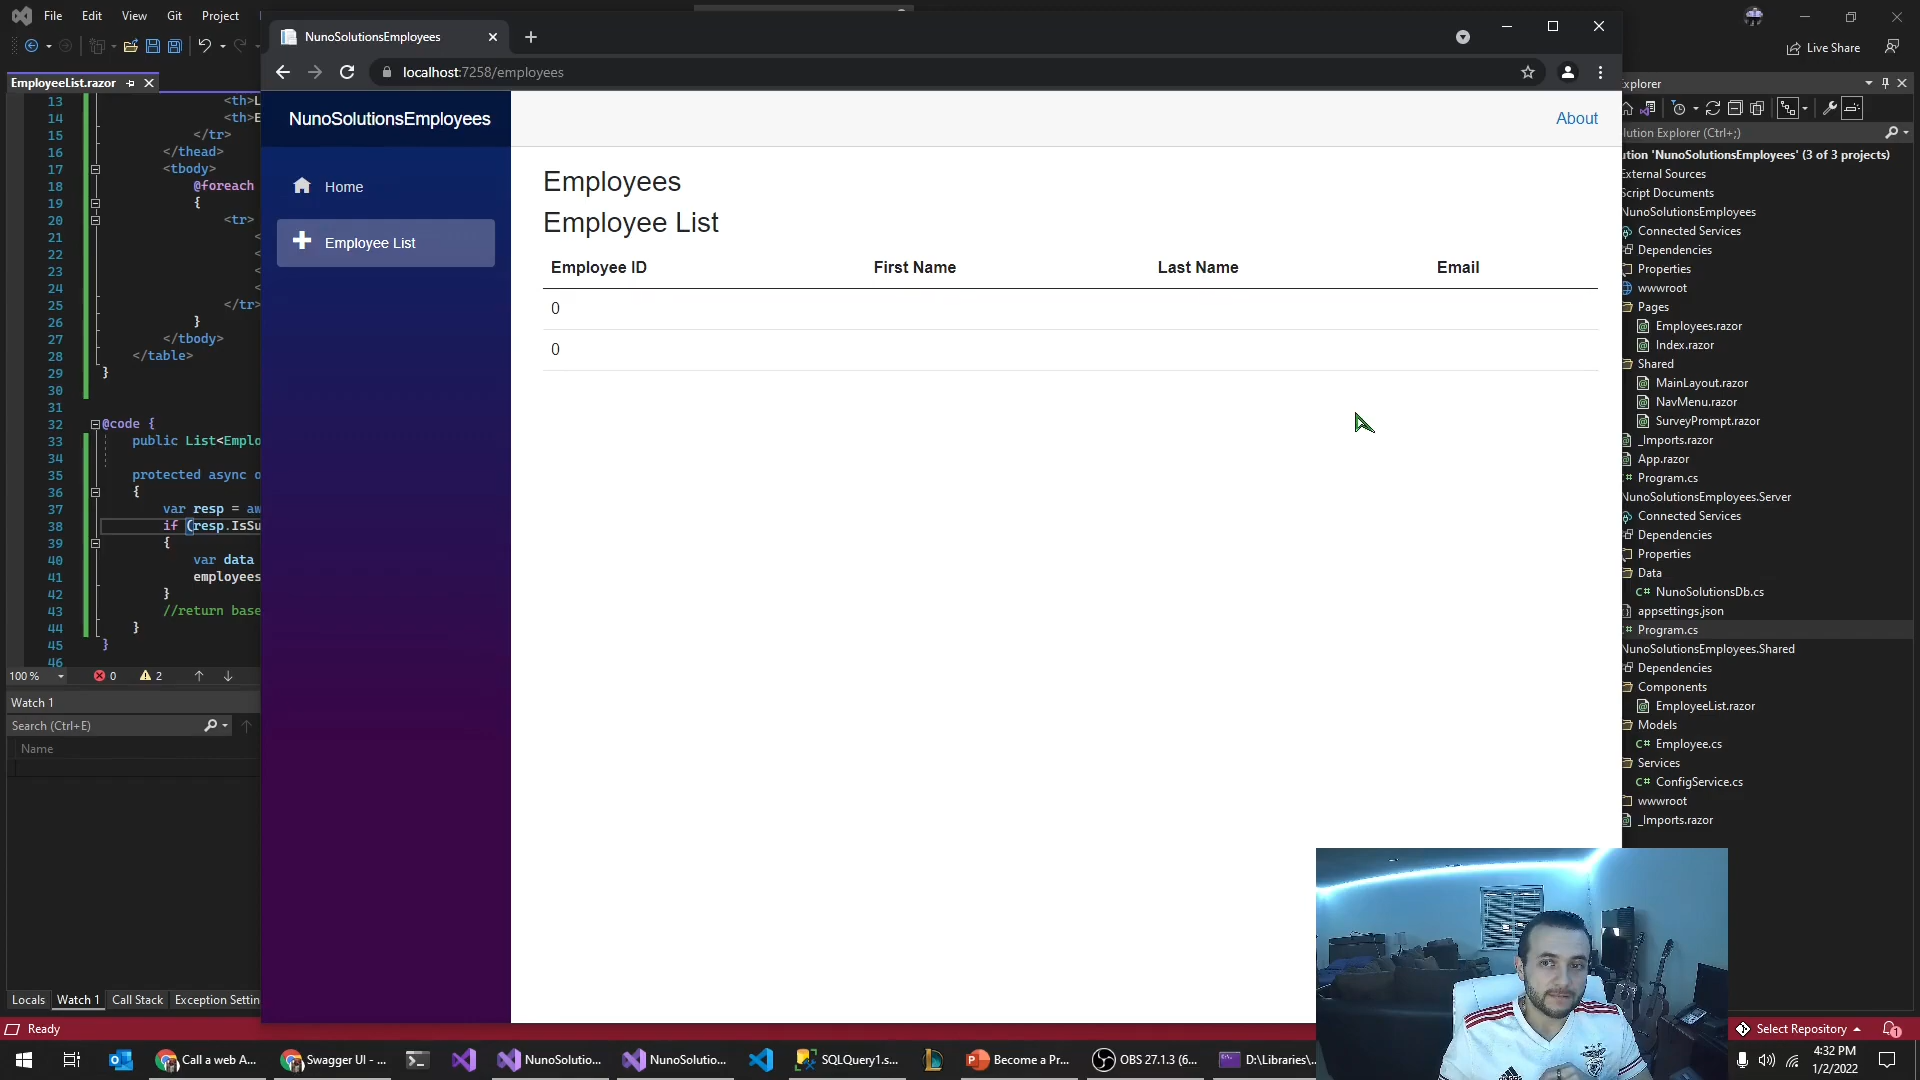 File Edit View Git Project
EmployeeList.razor
13 <th>L
14 <th>E
15 </tr>
16 </thead>
17 <tbody>
18 @foreach
19 {
20 <tr>
21 <
22 <
23 <
24 <
25 </tr>
26 }
27 </tbody>
28 </table>
29 }
30
31
32 @code {
33 public List<Emplo
34
35 protected async o
36 {
37 var resp = aw
38 if (resp.IsSu
39 {
40 var data
41 employees
42 }
43 //return base
44 }
45 }
46
100 % 0 2
Watch 1
Search (Ctrl+E)
Name
Locals Watch 1 Call Stack Exception Settin
Ready
NunoSolutionsEmployees
localhost:7258/employees
NunoSolutionsEmployees
About
Home
Employee List
Employees
Employee List
Employee ID First Name Last Name Email
0
0
Live Share
xplorer
lution Explorer (Ctrl+;)
ution 'NunoSolutionsEmployees' (3 of 3 projects)
External Sources
Script Documents
NunoSolutionsEmployees
Connected Services
Dependencies
Properties
wwwroot
Pages
Employees.razor
Index.razor
Shared
MainLayout.razor
NavMenu.razor
SurveyPrompt.razor
_Imports.razor
App.razor
C# Program.cs
NunoSolutionsEmployees.Server
Connected Services
Dependencies
Properties
Data
C# NunoSolutionsDb.cs
appsettings.json
C# Program.cs
NunoSolutionsEmployees.Shared
Dependencies
Components
EmployeeList.razor
Models
C# Employee.cs
Services
C# ConfigService.cs
wwwroot
_Imports.razor
Select Repository
1
Call a web A...
Swagger UI - ...
NunoSolutio...
NunoSolutio...
SQLQuery1.s...
Become a Pr...
OBS 27.1.3 (6...
D:\Libraries\...
4:32 PM
1/2/2022